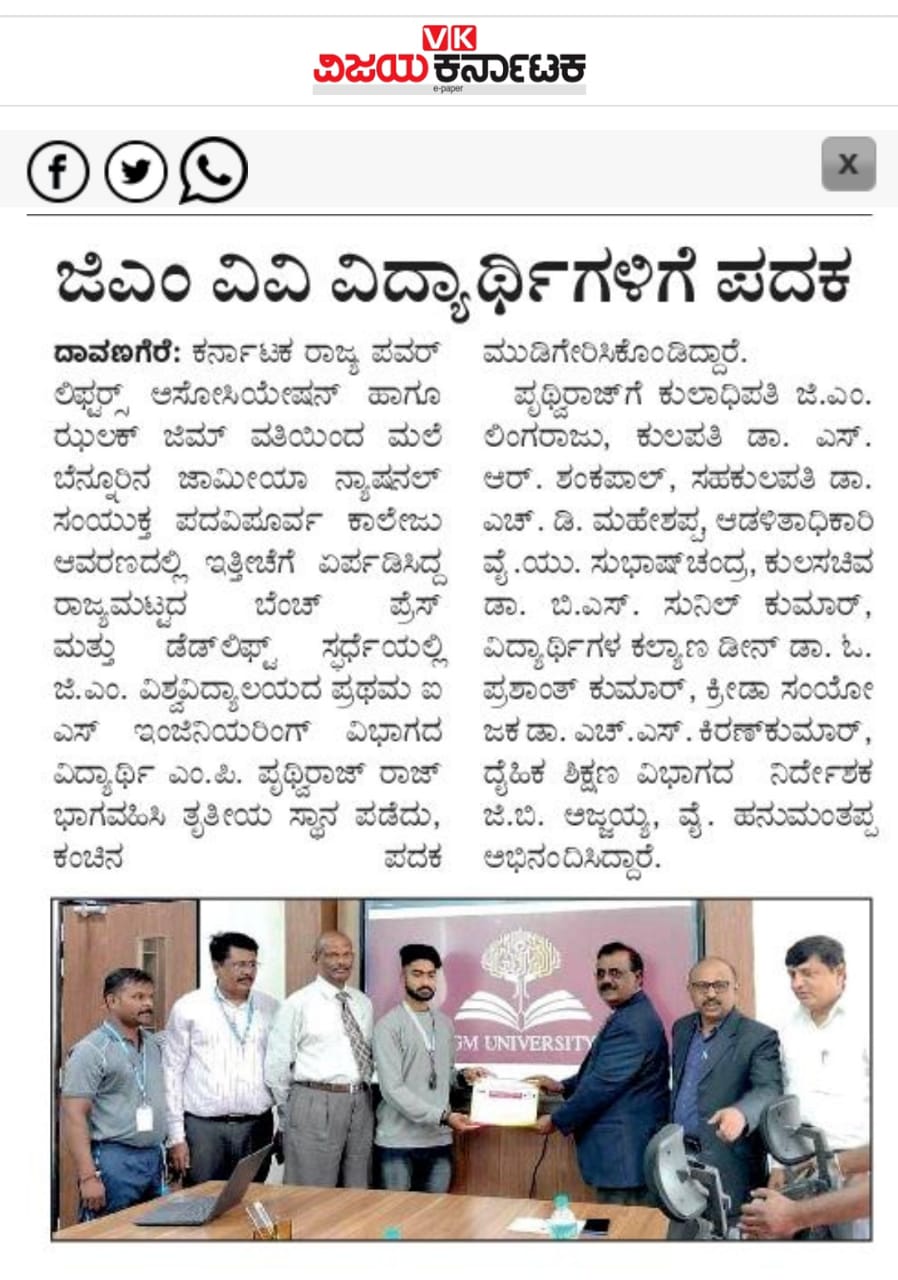 VK
ವಿಜಯ ಕರ್ನಾಟಕ
e-paper
X
ಜಿಎಂ ವಿವಿ ವಿದ್ಯಾರ್ಥಿಗಳಿಗೆ ಪದಕ
ದಾವಣಗೆರೆ: ಕರ್ನಾಟಕ ರಾಜ್ಯ ಪವರ್
ಲಿಫ್ಟರ್ಸ್ ಆಸೋಸಿಯೇಷನ್ ಹಾಗೂ
ಝಲಕ್ ಜಿಮ್ ವತಿಯಿಂದ ಮಲೆ
ಬೆನ್ನೂರಿನ ಜಾಮೀಯಾ ನ್ಯಾಷನಲ್
ಸಂಯುಕ್ತ ಪದವಿಪೂರ್ವ ಕಾಲೇಜು
ಆವರಣದಲ್ಲಿ ಇತ್ತೀಚೆಗೆ ಏರ್ಪಡಿಸಿದ್ದ
ರಾಜ್ಯಮಟ್ಟದ ಬೆಂಚ್ ಪ್ರೆಸ್
ಮತ್ತು ಡೆಡ್‌ಲಿಫ್ಟ್ ಸ್ಪರ್ಧೆಯಲ್ಲಿ
ಜಿ.ಎಂ. ವಿಶ್ವವಿದ್ಯಾಲಯದ ಪ್ರಥಮ ಐ
ಎಸ್ ಇಂಜಿನಿಯರಿಂಗ್ ವಿಭಾಗದ
ವಿದ್ಯಾರ್ಥಿ ಎಂ.ಪಿ. ಪೃಥ್ವಿರಾಜ್ ರಾಜ್
ಭಾಗವಹಿಸಿ ತೃತೀಯ ಸ್ಥಾನ ಪಡೆದು,
ಕಂಚಿನ ಪದಕ
ಮುಡಿಗೇರಿಸಿಕೊಂಡಿದ್ದಾರೆ.
ಪೃಥ್ವಿರಾಜ್‌ಗೆ ಕುಲಾಧಿಪತಿ ಜಿ.ಎಂ.
ಲಿಂಗರಾಜು, ಕುಲಪತಿ ಡಾ. ಎಸ್.
ಆರ್. ಶಂಕಪಾಲ್, ಸಹಕುಲಪತಿ ಡಾ.
ಎಚ್. ಡಿ. ಮಹೇಶಪ್ಪ, ಆಡಳಿತಾಧಿಕಾರಿ
ವೈ.ಯು. ಸುಭಾಷ್‌ಚಂದ್ರ, ಕುಲಸಚಿವ
ಡಾ. ಬಿ.ಎಸ್. ಸುನಿಲ್ ಕುಮಾರ್,
ವಿದ್ಯಾರ್ಥಿಗಳ ಕಲ್ಯಾಣ ಡೀನ್ ಡಾ. ಓ.
ಪ್ರಶಾಂತ್ ಕುಮಾರ್, ಕ್ರೀಡಾ ಸಂಯೋ
ಜಕ ಡಾ. ಎಚ್.ಎಸ್. ಕಿರಣ್‌ಕುಮಾರ್,
ದೈಹಿಕ ಶಿಕ್ಷಣ ವಿಭಾಗದ ನಿರ್ದೇಶಕ
ಜಿ.ಬಿ. ಅಜ್ಜಯ್ಯ, ವೈ. ಹನುಮಂತಪ್ಪ
ಅಭಿನಂದಿಸಿದ್ದಾರೆ.
GM UNIVERSITY